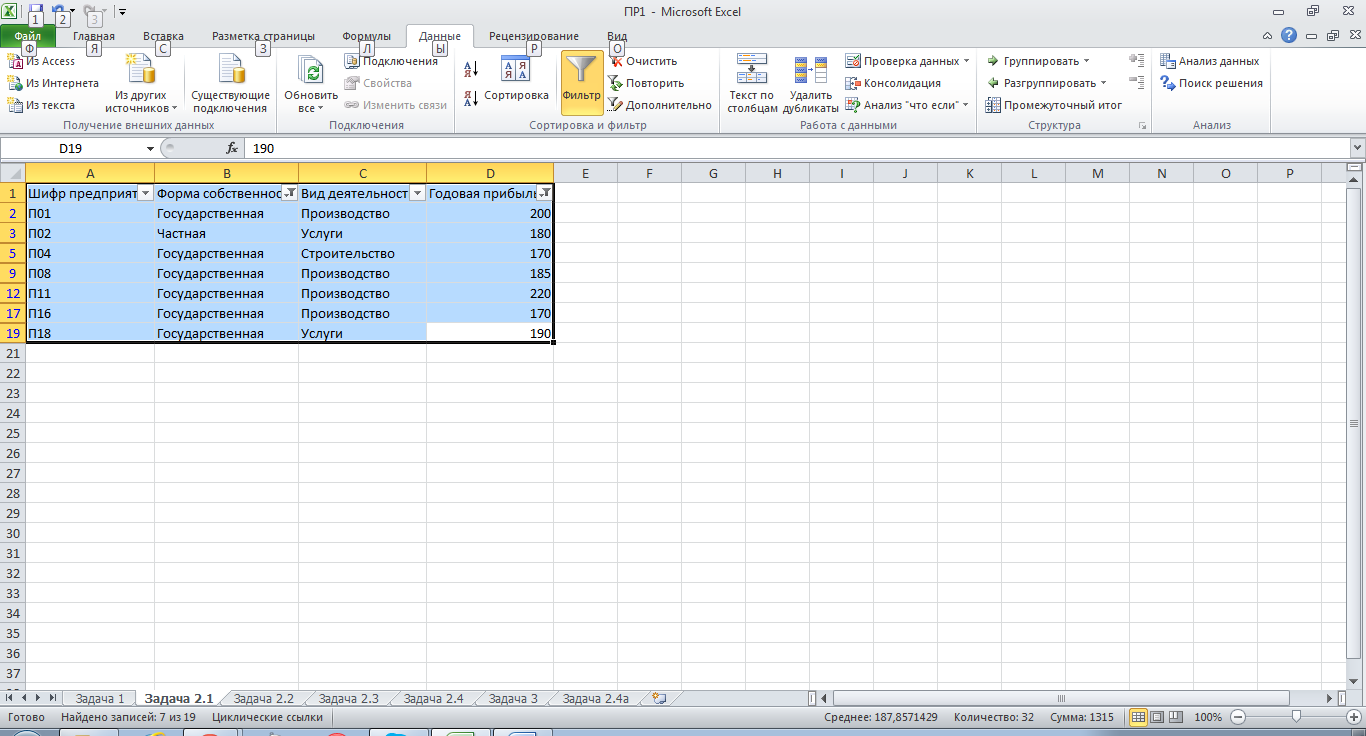 ПР1 - Microsoft Excel
1 2 3
Файл Главная Вставка Разметка страницы Формулы Данные Рецензирование Вид
Ф Я С З Л Ы Р О
Из Access
Из Интернета
Из текста
Из других источников
Существующие подключения
Получение внешних данных
Обновить все
Подключения
Свойства
Изменить связи
Подключения
Сортировка
Фильтр
Очистить
Повторить
Дополнительно
Сортировка и фильтр
Текст по столбцам
Удалить дубликаты
Проверка данных
Консолидация
Анализ "что если"
Работа с данными
Группировать
Разгруппировать
Промежуточный итог
Структура
Анализ данных
Поиск решения
Анализ
D19 fx 190
A B C D E F G H I J K L M N O P
1 Шифр предприят Форма собственнос Вид деятельност Годовая прибыль
2 П01 Государственная Производство 200
3 П02 Частная Услуги 180
5 П04 Государственная Строительство 170
9 П08 Государственная Производство 185
12 П11 Государственная Производство 220
17 П16 Государственная Производство 170
19 П18 Государственная Услуги 190
21
22
23
24
25
26
27
28
29
30
31
32
33
34
35
36
37
Задача 1 Задача 2.1 Задача 2.2 Задача 2.3 Задача 2.4 Задача 3 Задача 2.4а
Готово Найдено записей: 7 из 19 Циклические ссылки Среднее: 187,8571429 Количество: 32 Сумма: 1315 100%